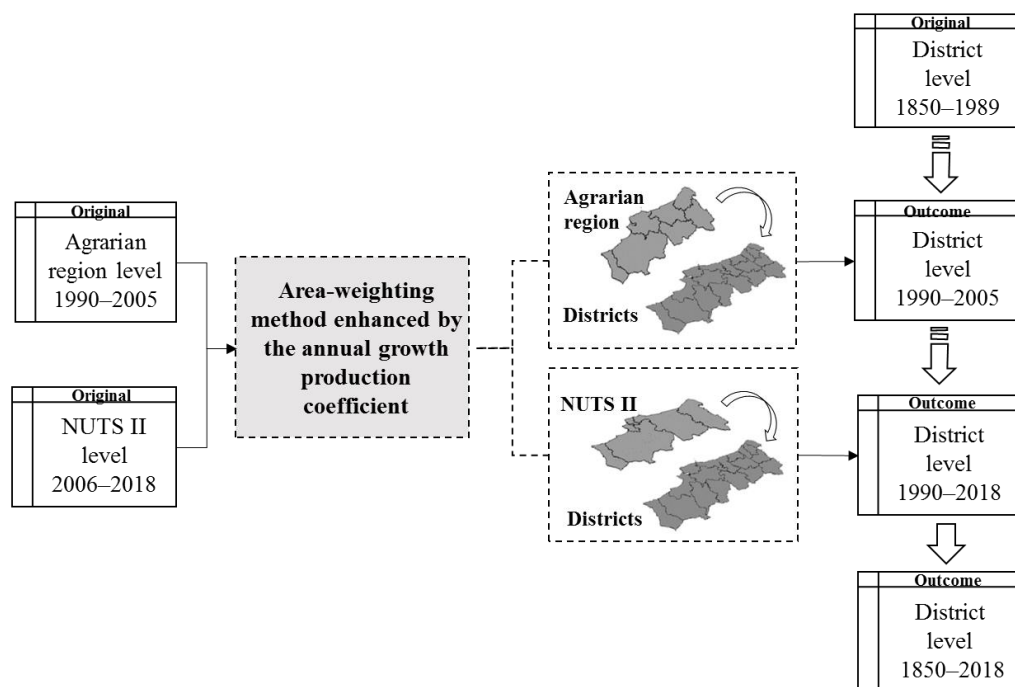 Original
District
level
1850–1989
Original
Agrarian
region level
1990–2005
Original
NUTS II
level
2006–2018
Area-weighting
method enhanced by
the annual growth
production
coefficient
Agrarian
region
Districts
NUTS II
Districts
Outcome
District
level
1990–2005
Outcome
District
level
1990–2018
Outcome
District
level
1850–2018